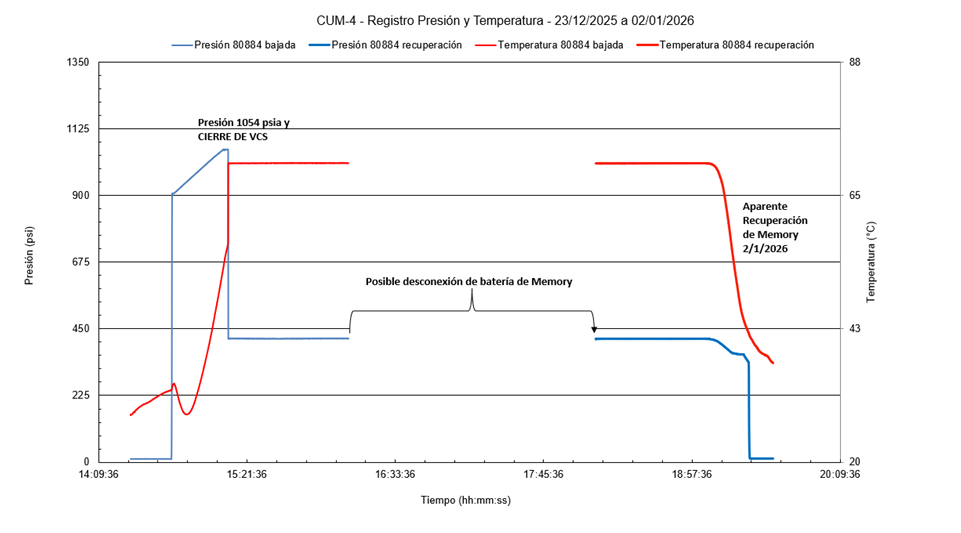 CUM-4 - Registro Presión y Temperatura - 23/12/2025 a 02/01/2026
Presión 80884 bajada
Presión 80884 recuperación
Temperatura 80884 bajada
Temperatura 80884 recuperación
1350
88
Presión 1054 psia y
CIERRE DE VCS
1125
900
65
Aparente
Recuperación
de Memory
2/1/2026
Presión (psi)
Temperatura (°C)
675
Posible desconexión de batería de Memory
450
43
225
0
20
14:09:36
15:21:36
16:33:36
17:45:36
18:57:36
20:09:36
Tiempo (hh:mm:ss)